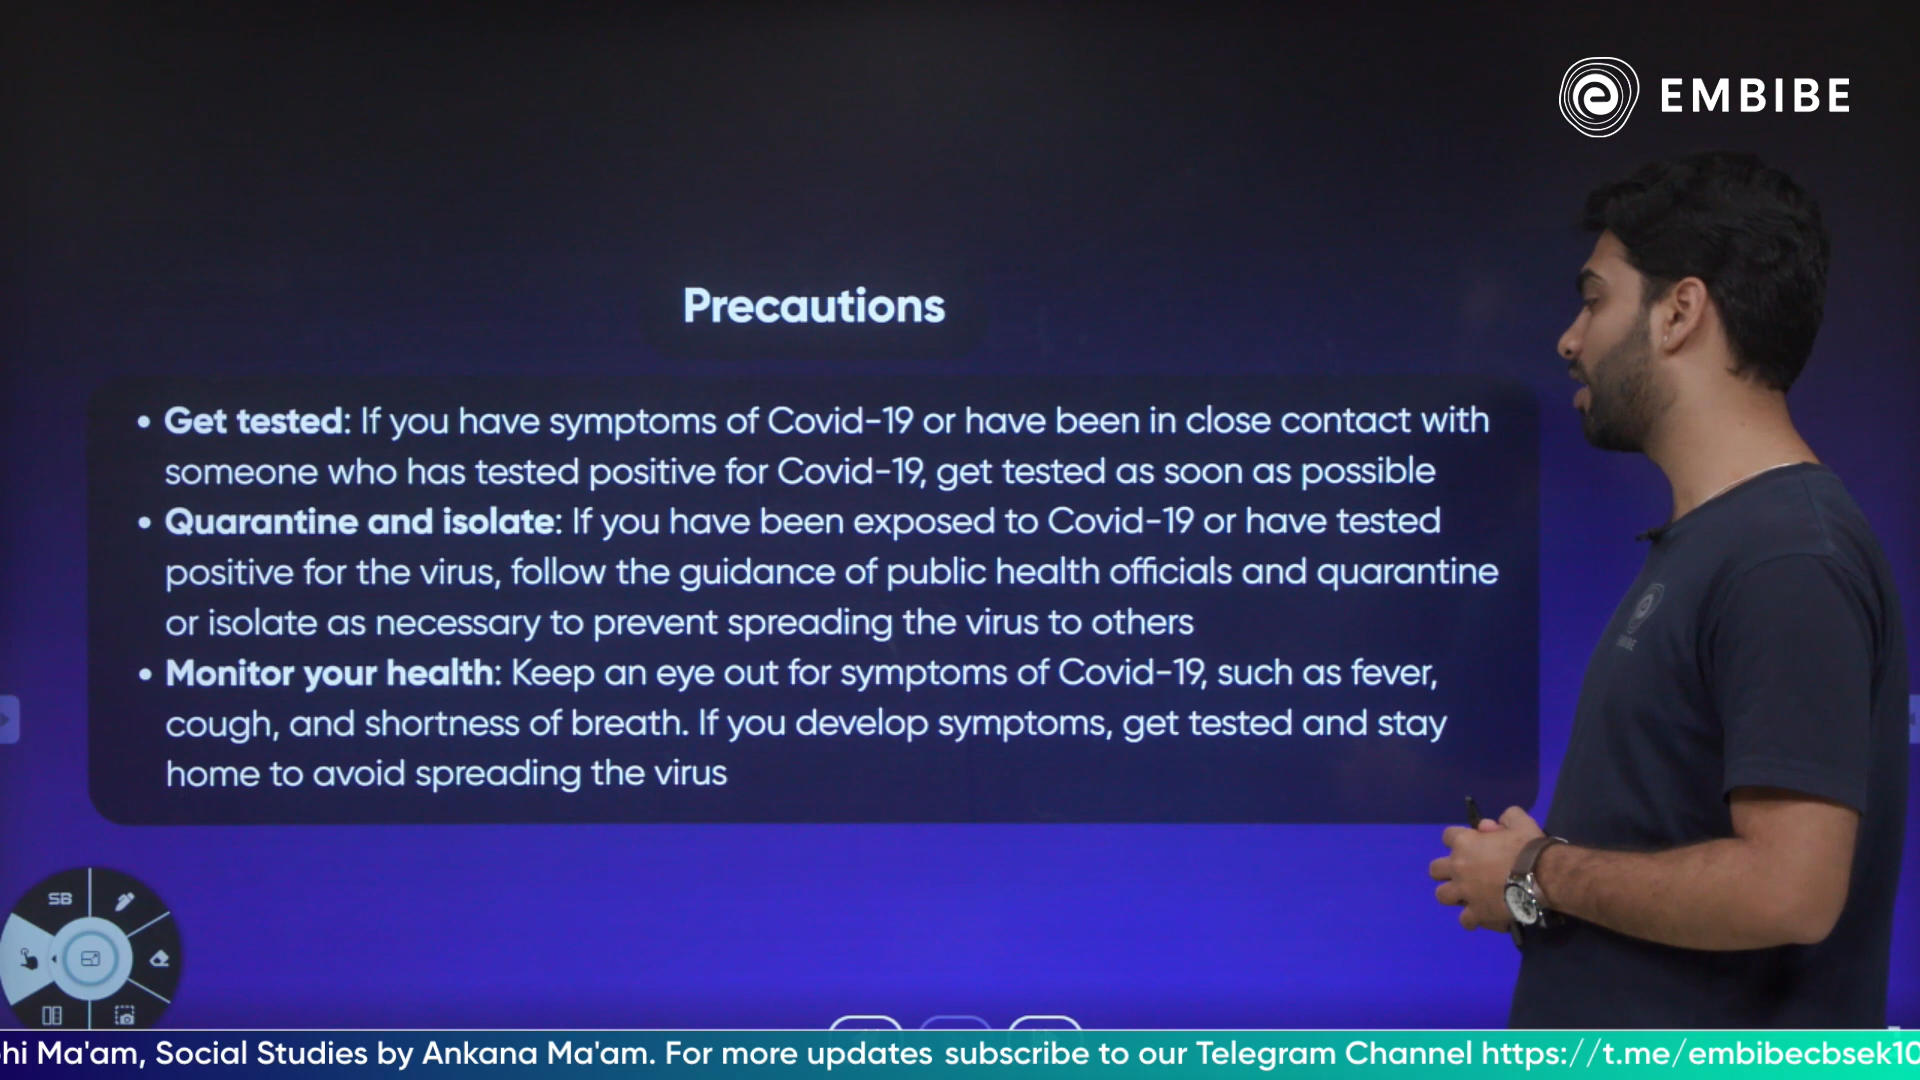 EMBIBE
Precautions
• Get tested: If you have symptoms of Covid-19 or have been in close contact with
someone who has tested positive for Covid-19, get tested as soon as possible
• Quarantine and isolate: If you have been exposed to Covid-19 or have tested
positive for the virus, follow the guidance of public health officials and quarantine
or isolate as necessary to prevent spreading the virus to others
• Monitor your health: Keep an eye out for symptoms of Covid-19, such as fever,
cough, and shortness of breath. If you develop symptoms, get tested and stay
home to avoid spreading the virus
SB
hi Ma'am, Social Studies by Ankana Ma'am. For more updates subscribe to our Telegram Channel https://t.me/embibecbsek10